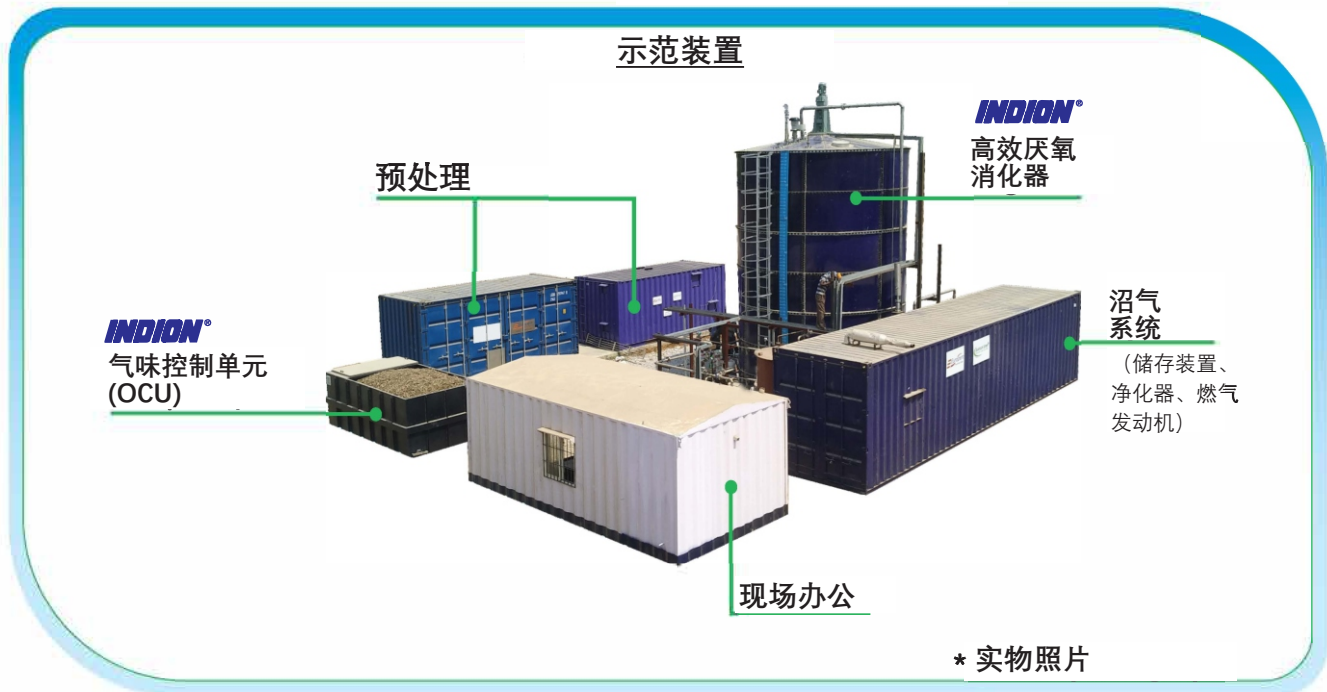 示范装置
INDION®
高效厌氧
消化器
预处理
沼气
系统
（储存装置、
净化器、燃气
发动机）
INDION®
气味控制单元
(OCU)
现场办公
* 实物照片